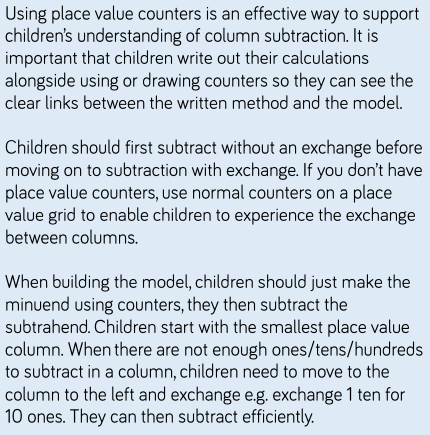 Using place value counters is an effective way to support
children’s understanding of column subtraction. It is
important that children write out their calculations
alongside using or drawing counters so they can see the
clear links between the written method and the model.
Children should first subtract without an exchange before
moving on to subtraction with exchange. If you don’t have
place value counters, use normal counters on a place
value grid to enable children to experience the exchange
between columns.
When building the model, children should just make the
minuend using counters, they then subtract the
subtrahend. Children start with the smallest place value
column. When there are not enough ones/tens/hundreds
to subtract in a column, children need to move to the
column to the left and exchange e.g. exchange 1 ten for
10 ones. They can then subtract efficiently.